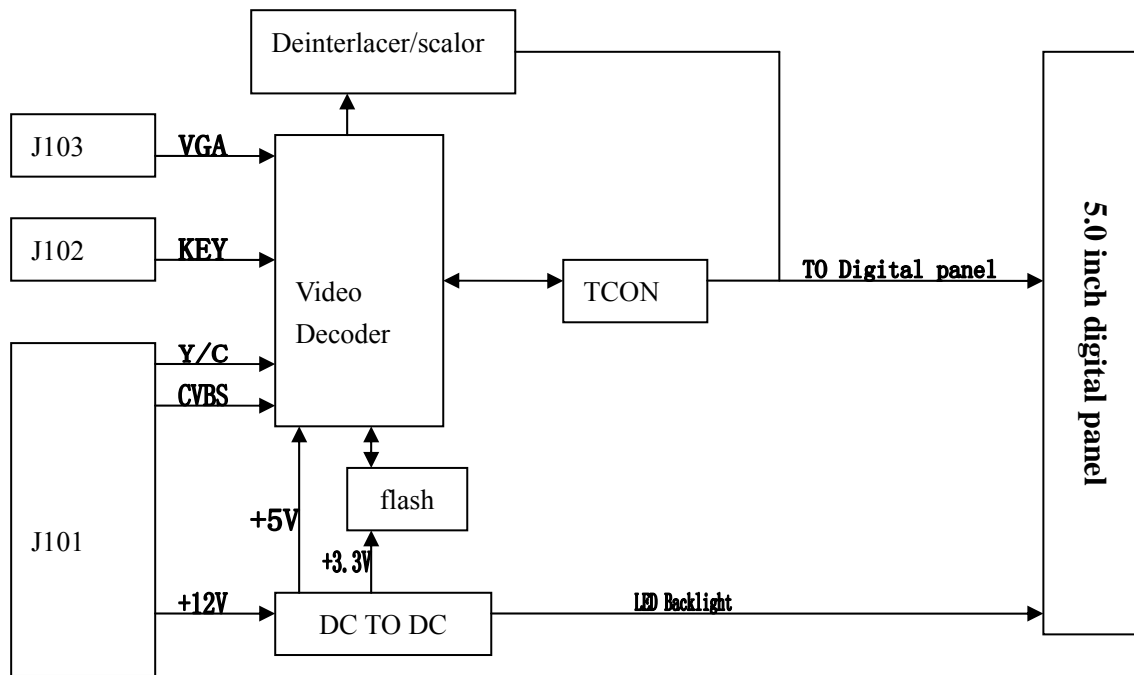 Deinterlacer/scalor
J103
VGA
J102
KEY
Video
Decoder
TCON
TO Digital panel
5.0 inch digital panel
Y/C
CVBS
J101
+5V
flash
+3.3V
+12V
DC TO DC
LED Backlight